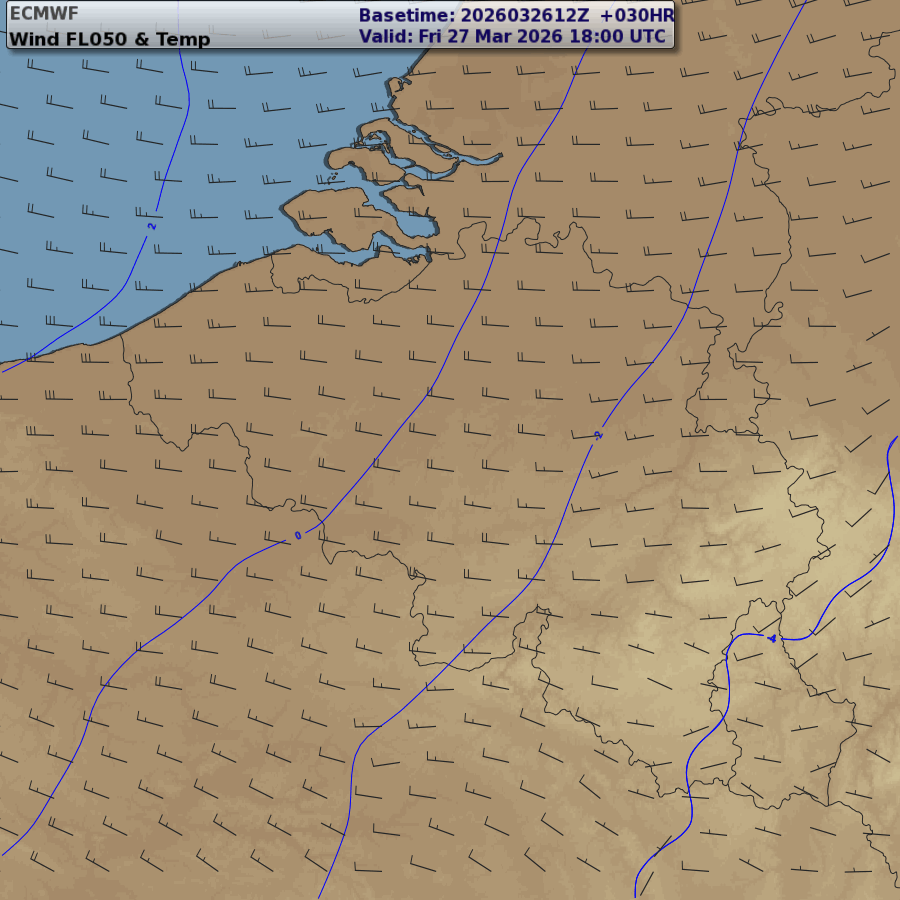 ECMWF
Basetime: 2026032612Z +030HR
Wind FL050 & Temp
Valid: Fri 27 Mar 2026 18:00 UTC
2
0
-2
-4